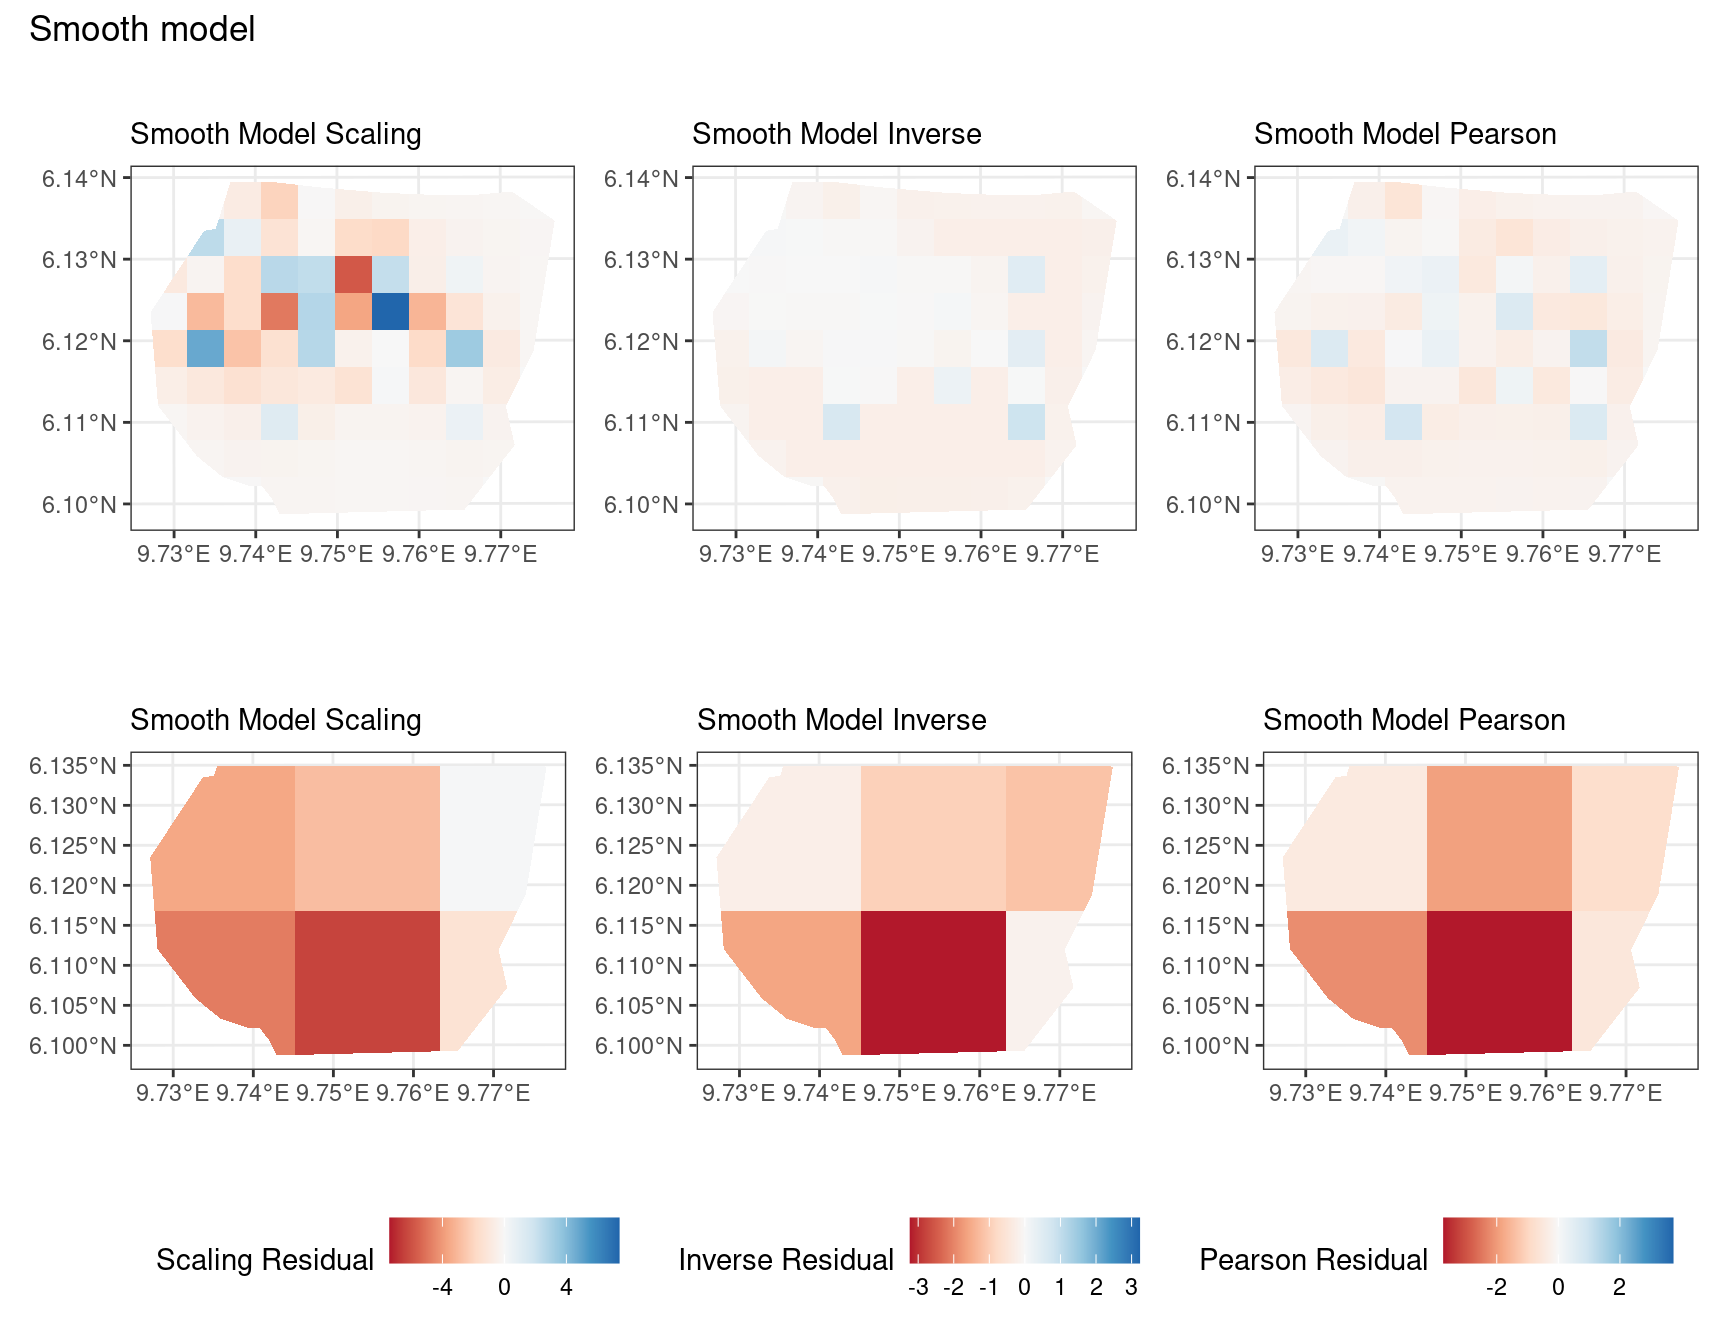 Smooth model
Smooth Model Scaling
Smooth Model Inverse
Smooth Model Pearson
6.14°N
6.13°N
6.12°N
6.11°N
6.10°N
9.73°E 9.74°E 9.75°E 9.76°E 9.77°E
6.14°N
6.13°N
6.12°N
6.11°N
6.10°N
9.73°E 9.74°E 9.75°E 9.76°E 9.77°E
6.14°N
6.13°N
6.12°N
6.11°N
6.10°N
9.73°E 9.74°E 9.75°E 9.76°E 9.77°E
Smooth Model Scaling
Smooth Model Inverse
Smooth Model Pearson
6.135°N
6.130°N
6.125°N
6.120°N
6.115°N
6.110°N
6.105°N
6.100°N
9.73°E 9.74°E 9.75°E 9.76°E 9.77°E
6.135°N
6.130°N
6.125°N
6.120°N
6.115°N
6.110°N
6.105°N
6.100°N
9.73°E 9.74°E 9.75°E 9.76°E 9.77°E
6.135°N
6.130°N
6.125°N
6.120°N
6.115°N
6.110°N
6.105°N
6.100°N
9.73°E 9.74°E 9.75°E 9.76°E 9.77°E
Scaling Residual
-4 0 4
Inverse Residual
-3 -2 -1 0 1 2 3
Pearson Residual
-2 0 2